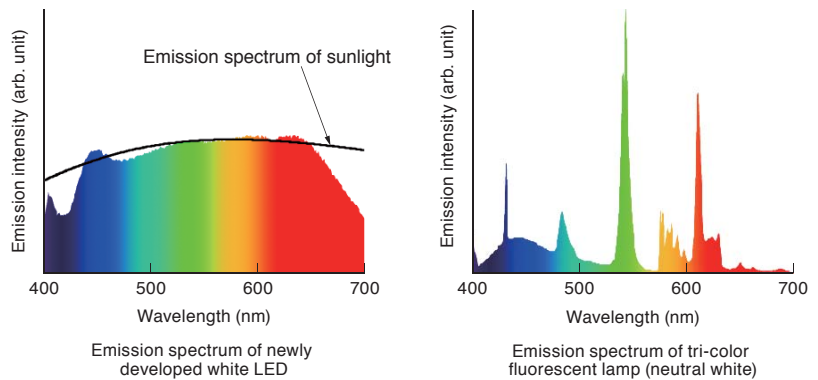 Emission intensity (arb. unit)
Emission spectrum of sunlight
400 500 600 700
Wavelength (nm)
Emission spectrum of newly
developed white LED
Emission intensity (arb. unit)
400 500 600 700
Wavelength (nm)
Emission spectrum of tri-color
fluorescent lamp (neutral white)